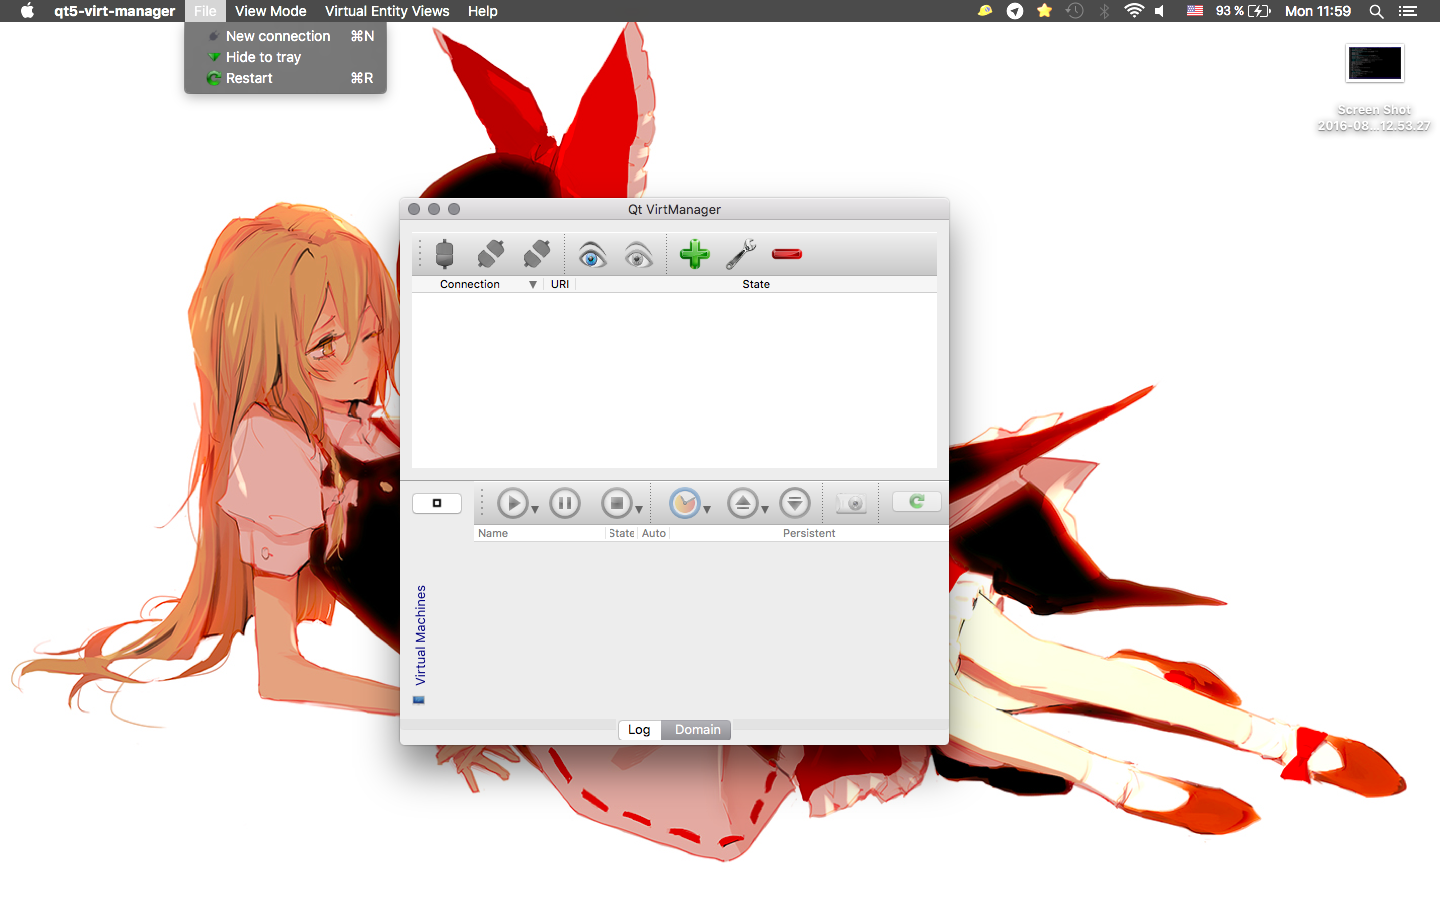 qt5-virt-manager File View Mode Virtual Entity Views Help 93 % Mon 11:59
New connection ⌘N
Hide to tray
Restart ⌘R
Screen Shot
2016-08...12.53.27
Qt VirtManager
Connection URI State
Name State Auto Persistent
Virtual Machines
Log Domain